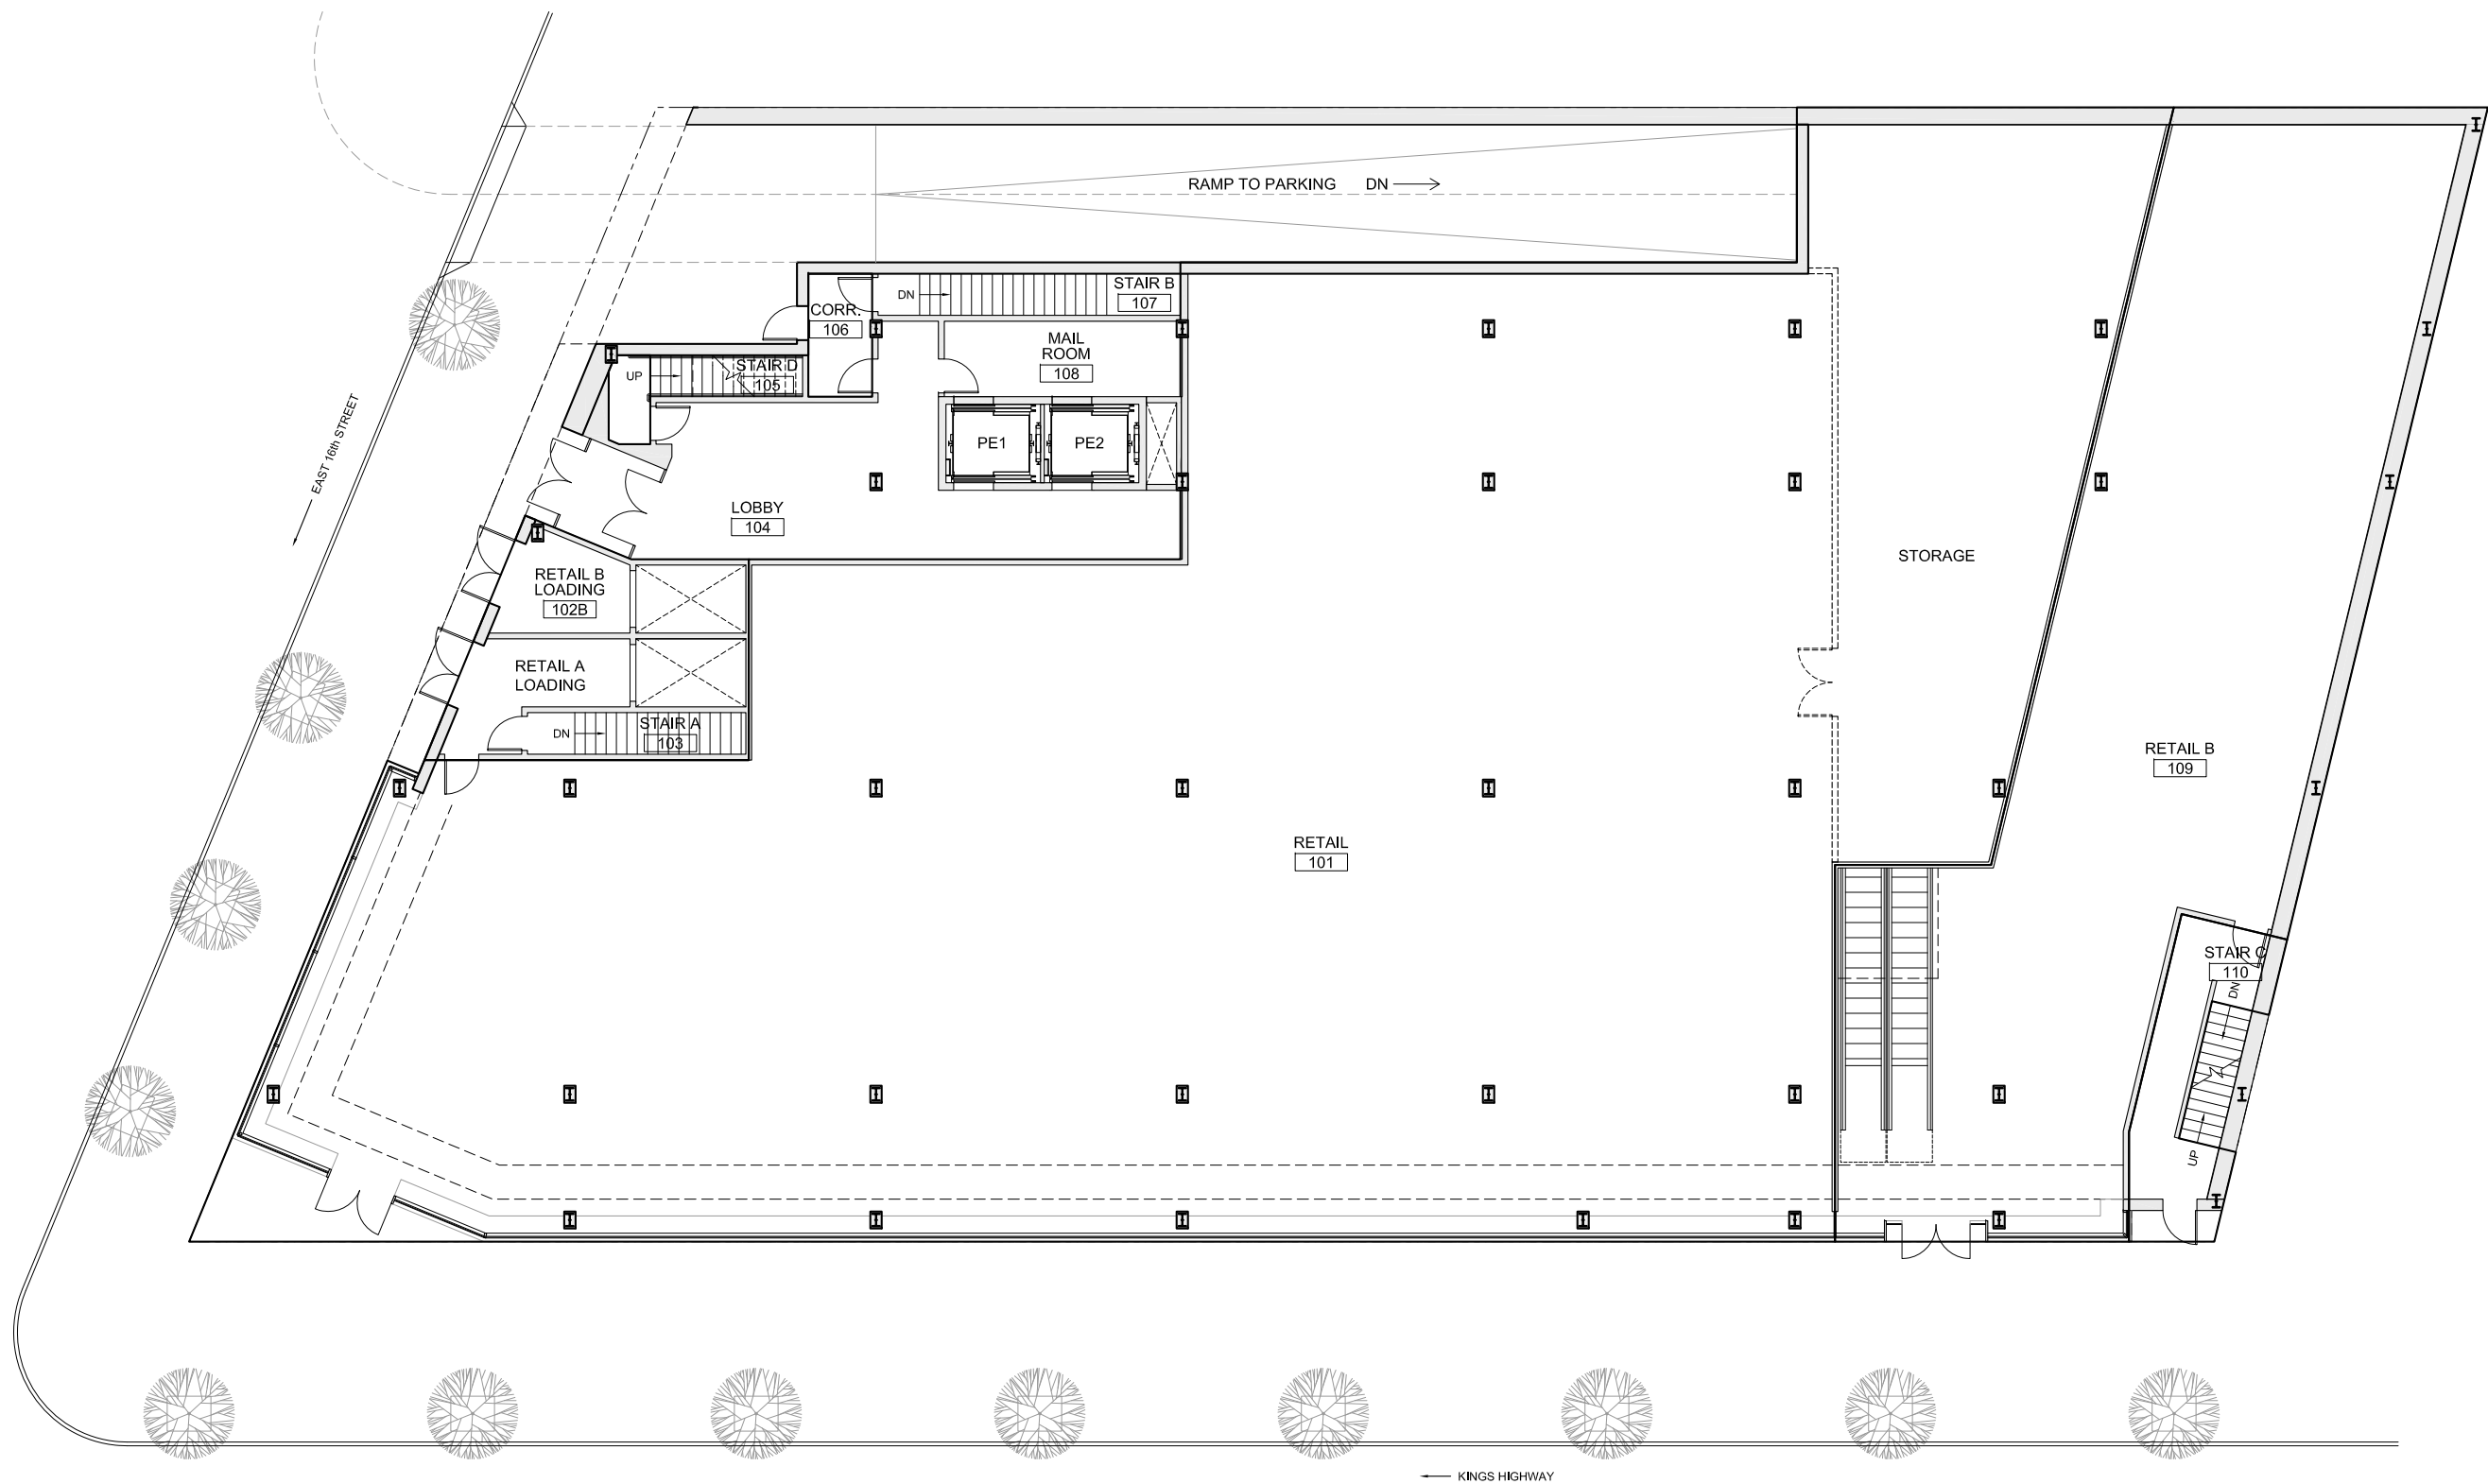 RAMP TO PARKING DN
STAIR B
107
DN
CORR.
106
MAIL
ROOM
108
STAIR D
105
UP
EAST 16th STREET
PE1
PE2
LOBBY
104
STORAGE
RETAIL B
LOADING
102B
RETAIL A
LOADING
STAIR A
103
DN
RETAIL B
109
RETAIL
101
STAIR C
110
DN
UP
KINGS HIGHWAY